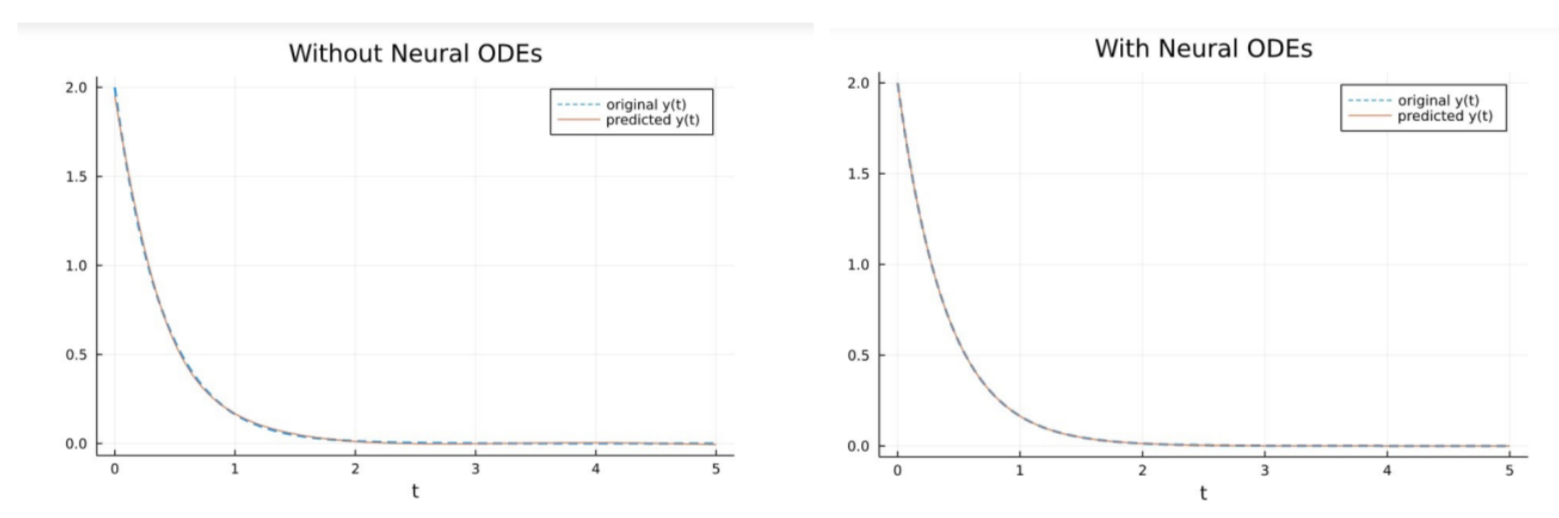 Without Neural ODEs
2.0
1.5
1.0
0.5
0.0
original y(t)
predicted y(t)
0 1 2 3 4 5
t
With Neural ODEs
2.0
1.5
1.0
0.5
0.0
original y(t)
predicted y(t)
0 1 2 3 4 5
t